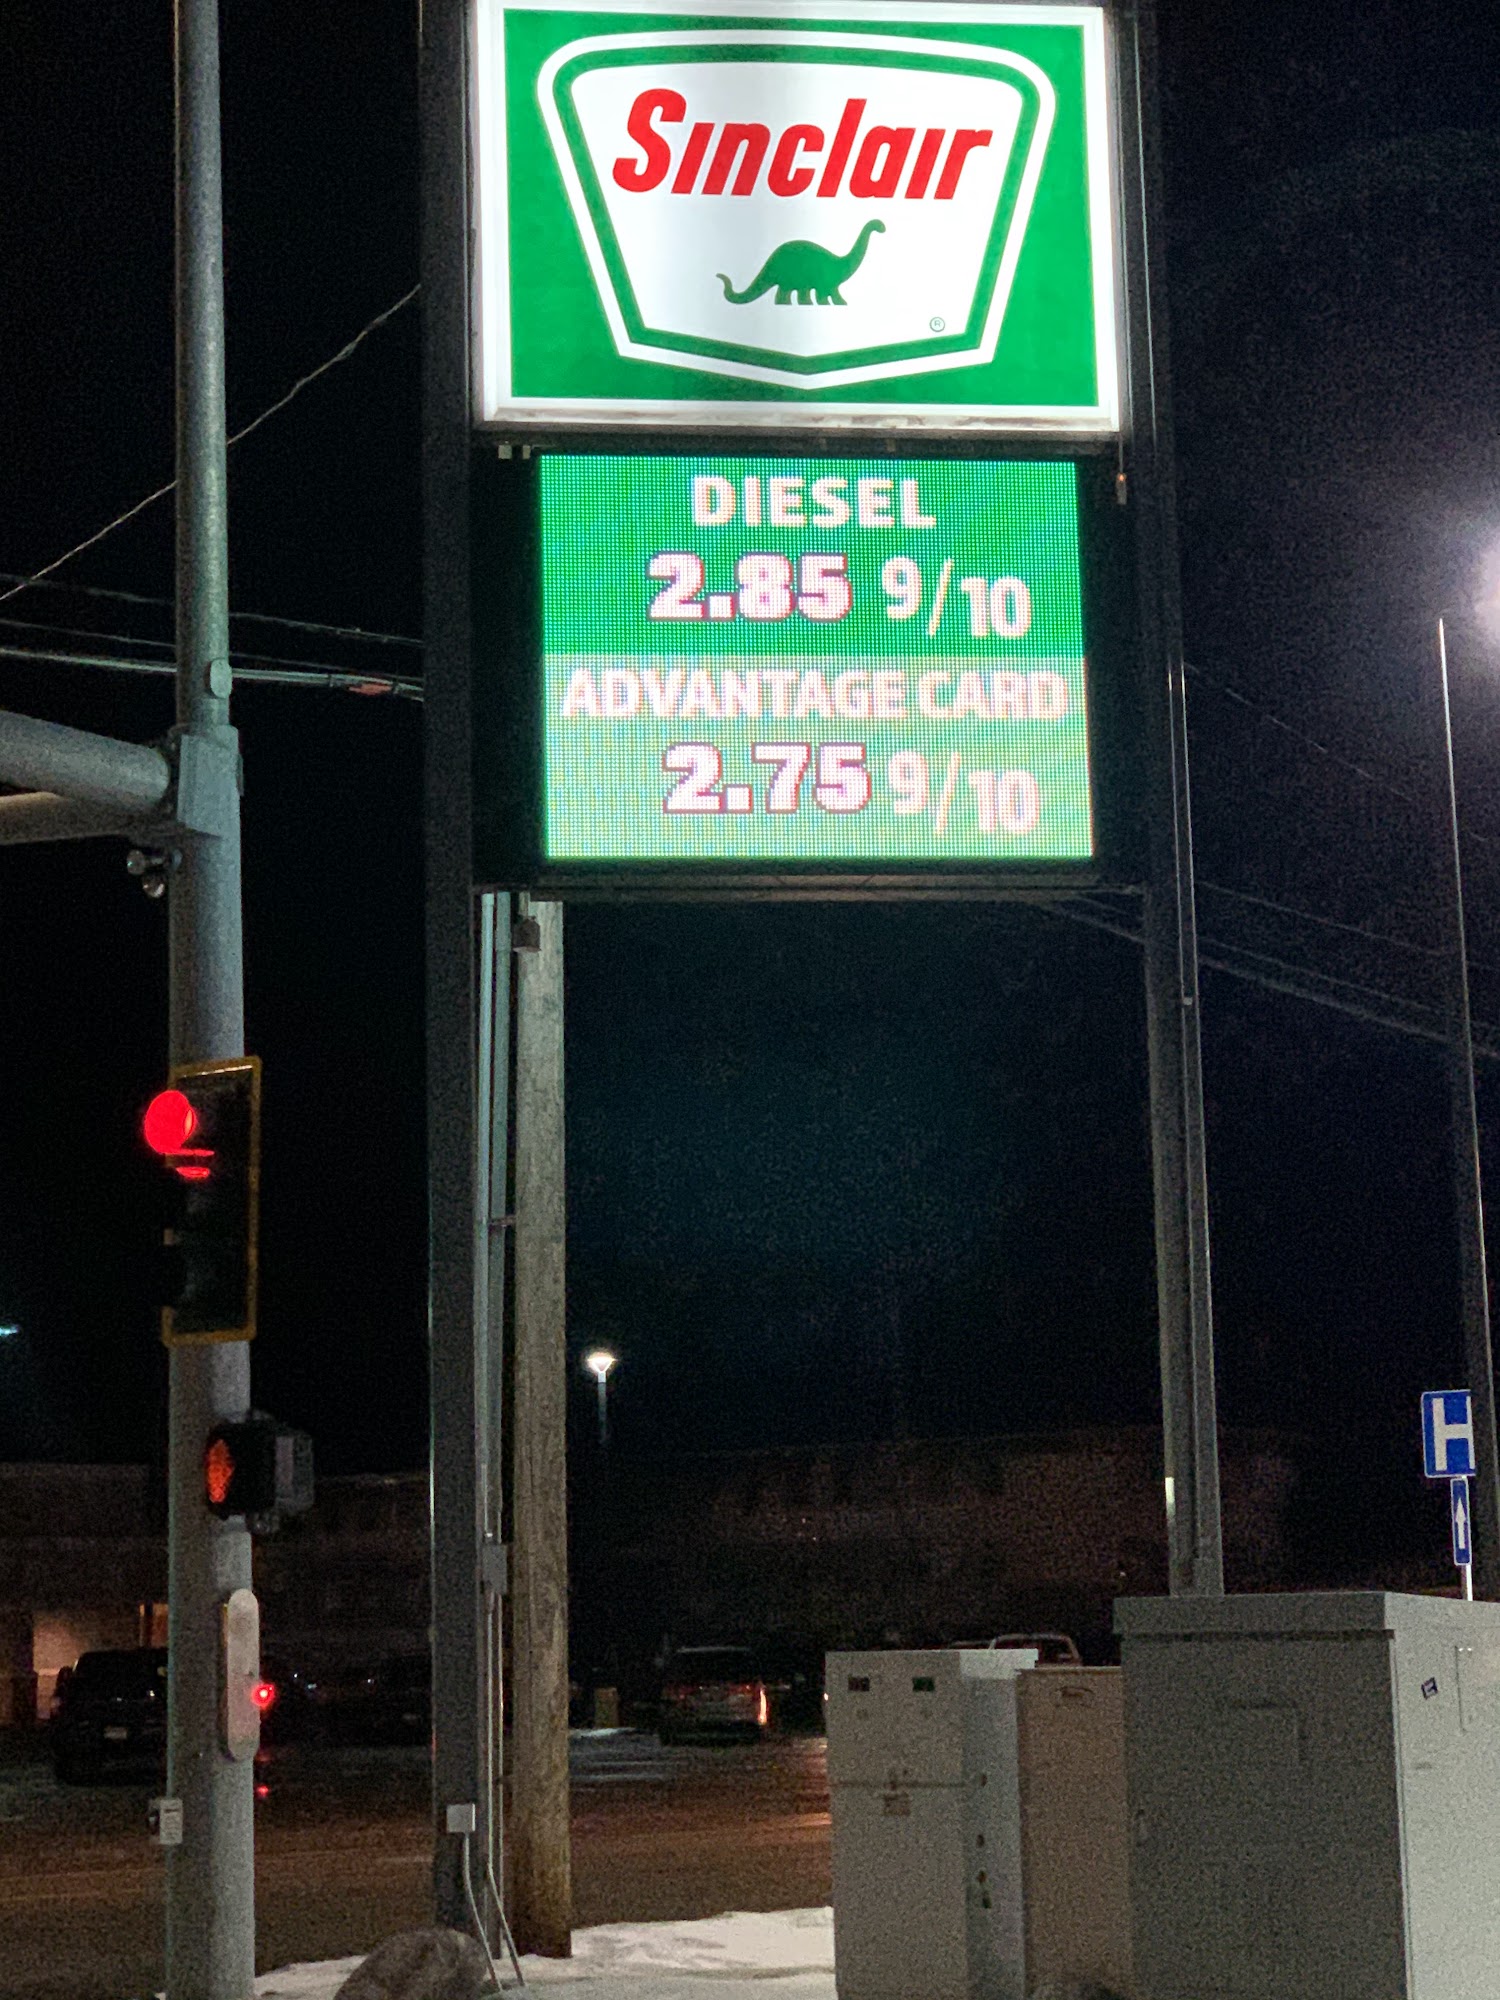 Sinclair
®
DIESEL
2.85 9/10
ADVANTAGE CARD
2.75 9/10
H